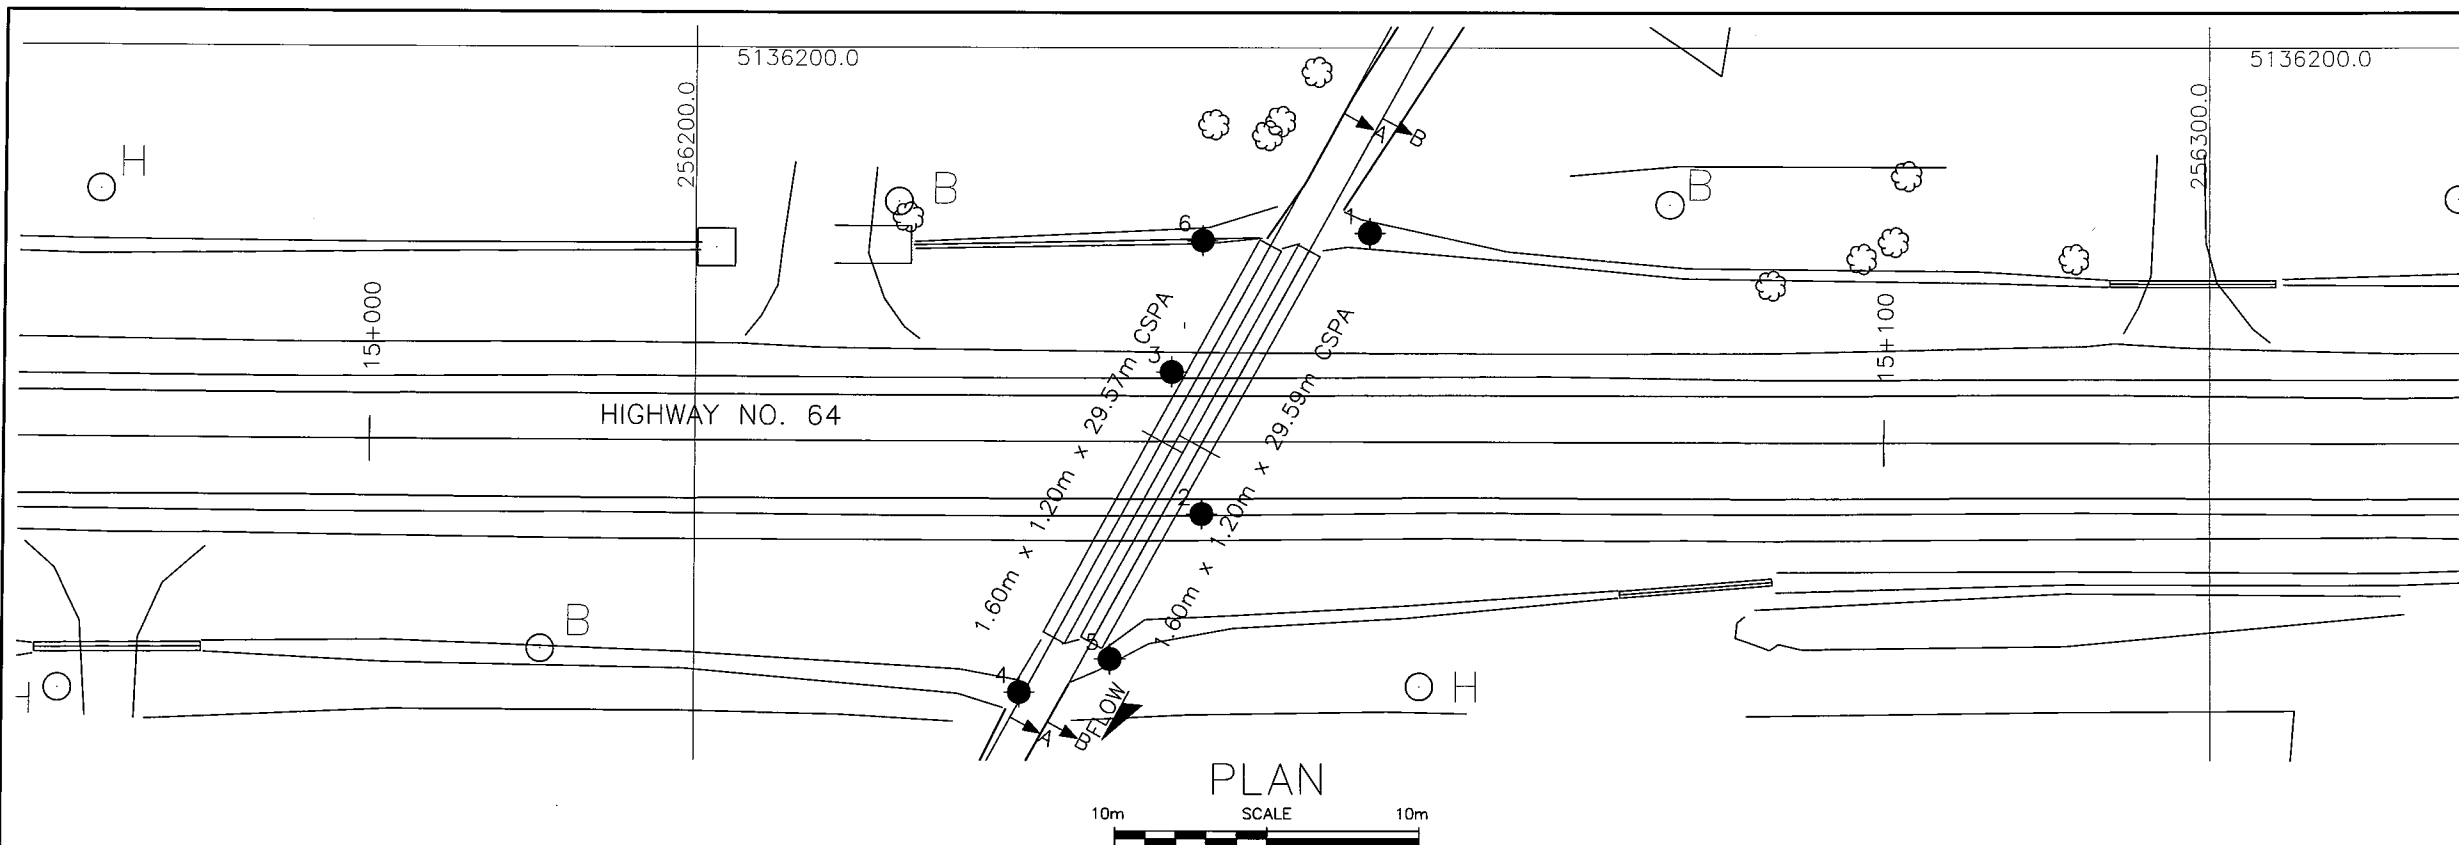 5136200.0
5136200.0
256200.0
256300.0
A
B
H
B
B
6
1
15+000
15+100
3
1.60m x 1.20m x 29.57m CSPA
1.60m x 1.20m x 29.59m CSPA
HIGHWAY NO. 64
2
B
5
4
H
H
A
B
FLOW
PLAN
10m SCALE 10m